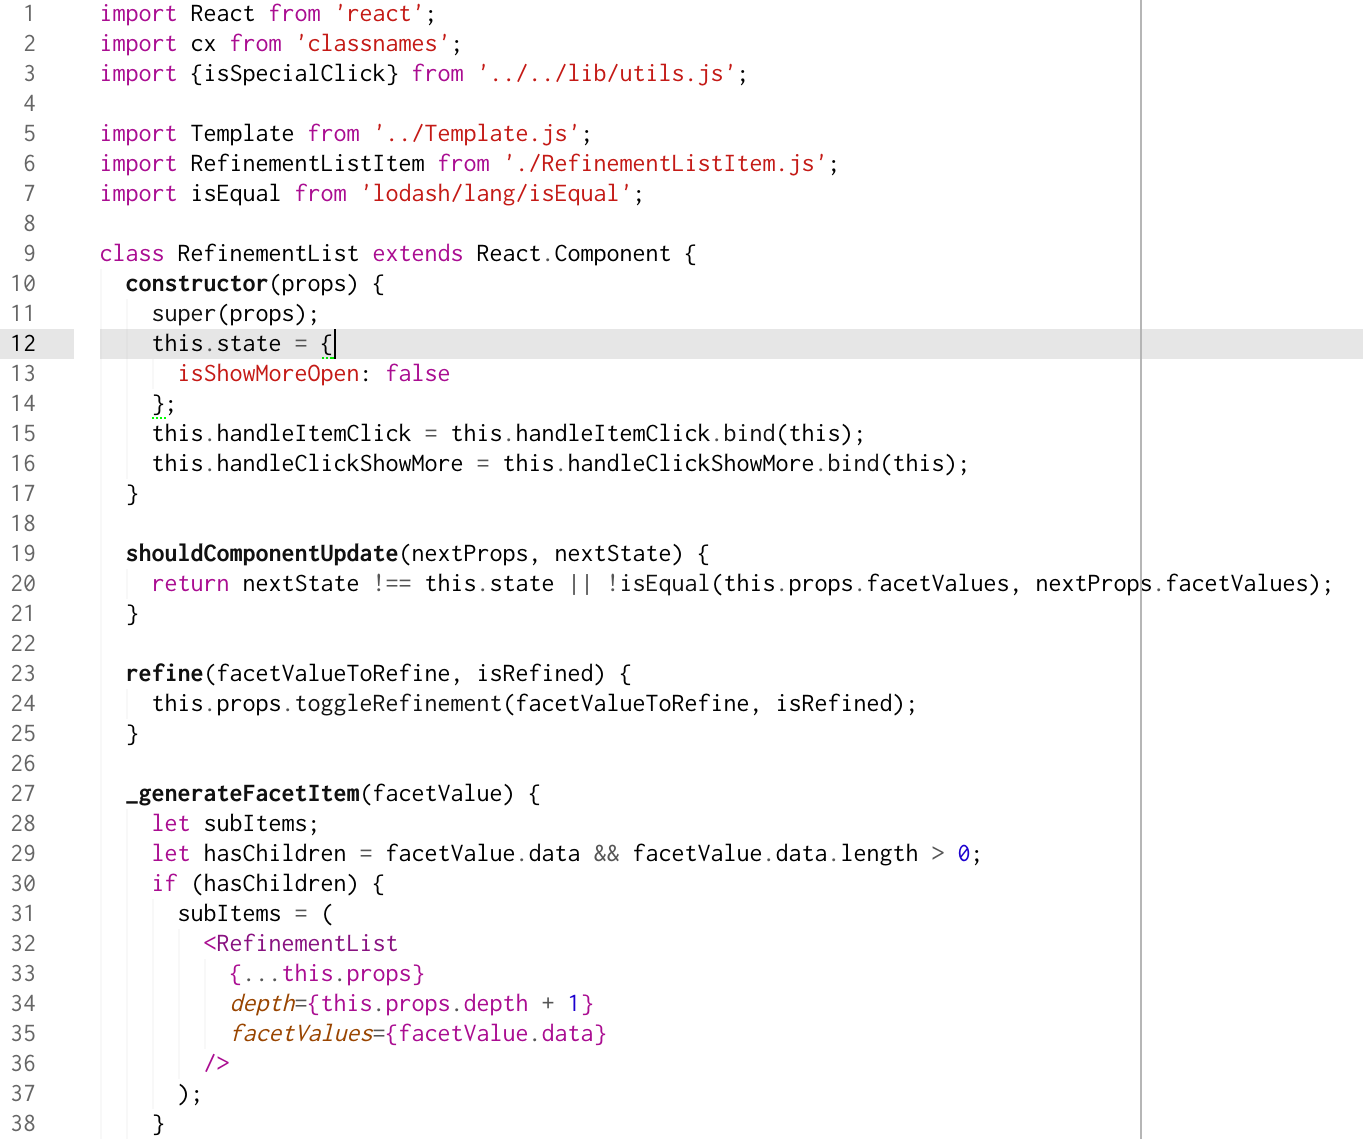 1 import React from 'react';
2 import cx from 'classnames';
3 import {isSpecialClick} from '../../lib/utils.js';
4
5 import Template from '../Template.js';
6 import RefinementListItem from './RefinementListItem.js';
7 import isEqual from 'lodash/lang/isEqual';
8
9 class RefinementList extends React.Component {
10   constructor(props) {
11     super(props);
12     this.state = {
13       isShowMoreOpen: false
14     };
15     this.handleItemClick = this.handleItemClick.bind(this);
16     this.handleClickShowMore = this.handleClickShowMore.bind(this);
17   }
18
19   shouldComponentUpdate(nextProps, nextState) {
20     return nextState !== this.state || !isEqual(this.props.facetValues, nextProps.facetValues);
21   }
22
23   refine(facetValueToRefine, isRefined) {
24     this.props.toggleRefinement(facetValueToRefine, isRefined);
25   }
26
27   _generateFacetItem(facetValue) {
28     let subItems;
29     let hasChildren = facetValue.data && facetValue.data.length > 0;
30     if (hasChildren) {
31       subItems = (
32         <RefinementList
33           {...this.props}
34           depth={this.props.depth + 1}
35           facetValues={facetValue.data}
36         />
37       );
38     }